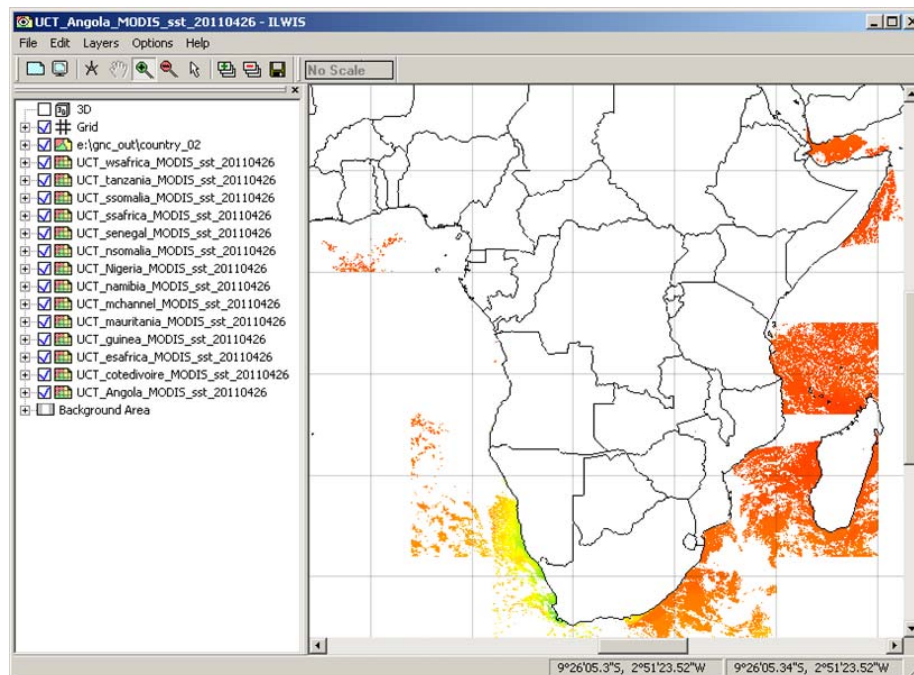 UCT_Angola_MODIS_sst_20110426 - ILWIS
File Edit Layers Options Help
No Scale
3D
Grid
e:\gnc_out\country_02
UCT_wsafrica_MODIS_sst_20110426
UCT_tanzania_MODIS_sst_20110426
UCT_ssomalia_MODIS_sst_20110426
UCT_ssafrica_MODIS_sst_20110426
UCT_senegal_MODIS_sst_20110426
UCT_nsomalia_MODIS_sst_20110426
UCT_Nigeria_MODIS_sst_20110426
UCT_namibia_MODIS_sst_20110426
UCT_mchannel_MODIS_sst_20110426
UCT_mauritania_MODIS_sst_20110426
UCT_guinea_MODIS_sst_20110426
UCT_esafrica_MODIS_sst_20110426
UCT_cotedivoire_MODIS_sst_20110426
UCT_Angola_MODIS_sst_20110426
Background Area
9°26'05.3"S, 2°51'23.52"W 9°26'05.34"S, 2°51'23.52"W